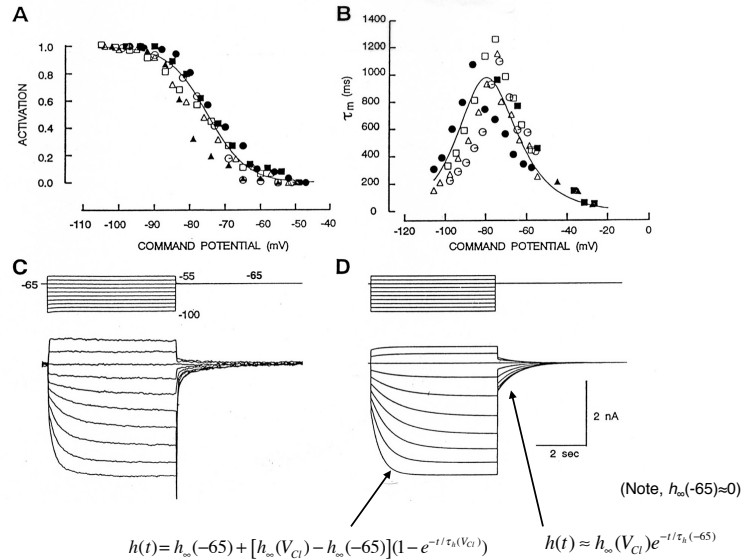 A
1.0
0.8
0.6
0.4
0.2
0.0
ACTIVATION
-110 -100 -90 -80 -70 -60 -50 -40
COMMAND POTENTIAL (mV)
B
1400
1200
1000
800
600
400
200
0
τm (ms)
-120 -100 -80 -60 -40 -20 0
COMMAND POTENTIAL (mV)
C
-65
-55
-65
-100
D
2 nA
2 sec
(Note, h∞(-65)≈0)
h(t) = h∞(−65) + [h∞(VCl) − h∞(−65)](1 − e^−t/τh(VCl))
h(t) ≈ h∞(VCl)e^−t/τh(−65)